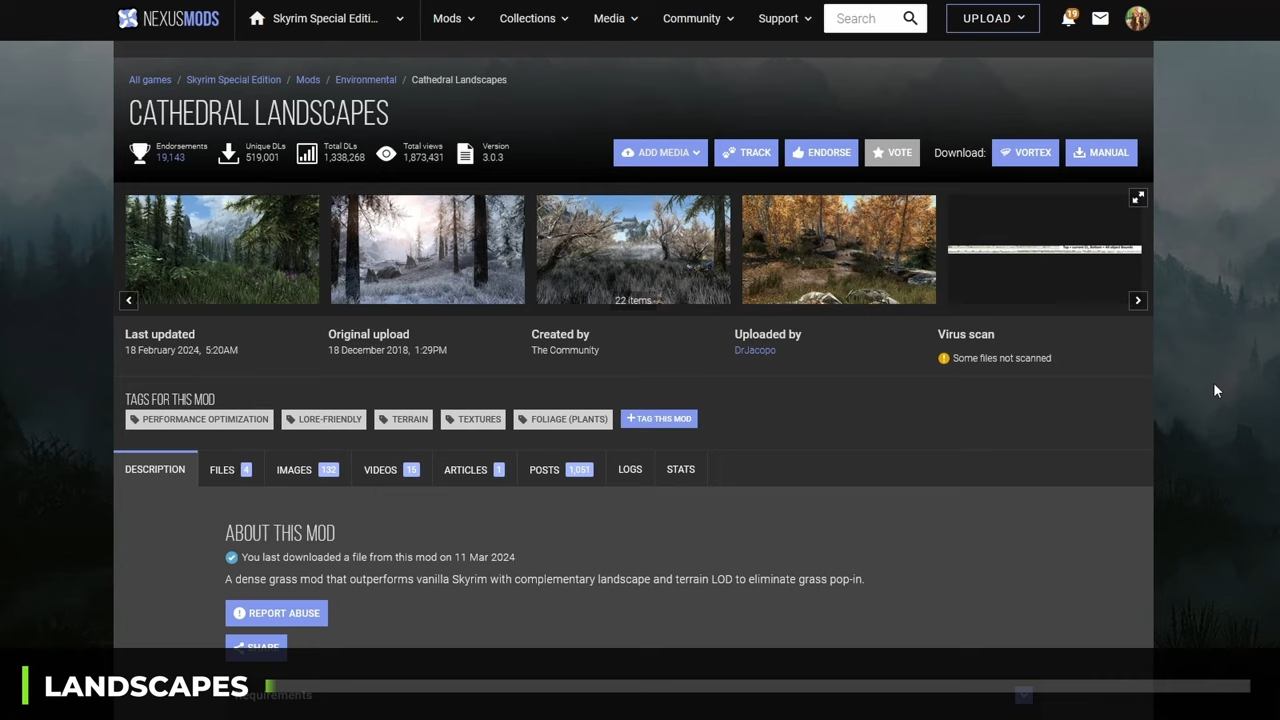 NEXUSMODS
Skyrim Special Editi...
Mods
Collections
Media
Community
Support
Search
UPLOAD
19
All games / Skyrim Special Edition / Mods / Environmental / Cathedral Landscapes
CATHEDRAL LANDSCAPES
Endorsements
19,143
Unique DLs
519,001
Total DLs
1,338,268
Total views
1,873,431
Version
3.0.3
ADD MEDIA
TRACK
ENDORSE
VOTE
Download:
VORTEX
MANUAL
22 items
Last updated
18 February 2024, 5:20AM
Original upload
18 December 2018, 1:29PM
Created by
The Community
Uploaded by
DrJacopo
Virus scan
Some files not scanned
TAGS FOR THIS MOD
PERFORMANCE OPTIMIZATION
LORE-FRIENDLY
TERRAIN
TEXTURES
FOLIAGE (PLANTS)
+ TAG THIS MOD
DESCRIPTION
FILES 4
IMAGES 132
VIDEOS 15
ARTICLES 1
POSTS 1,051
LOGS
STATS
ABOUT THIS MOD
You last downloaded a file from this mod on 11 Mar 2024
A dense grass mod that outperforms vanilla Skyrim with complementary landscape and terrain LOD to eliminate grass pop-in.
REPORT ABUSE
SHARE
Requirements
LANDSCAPES